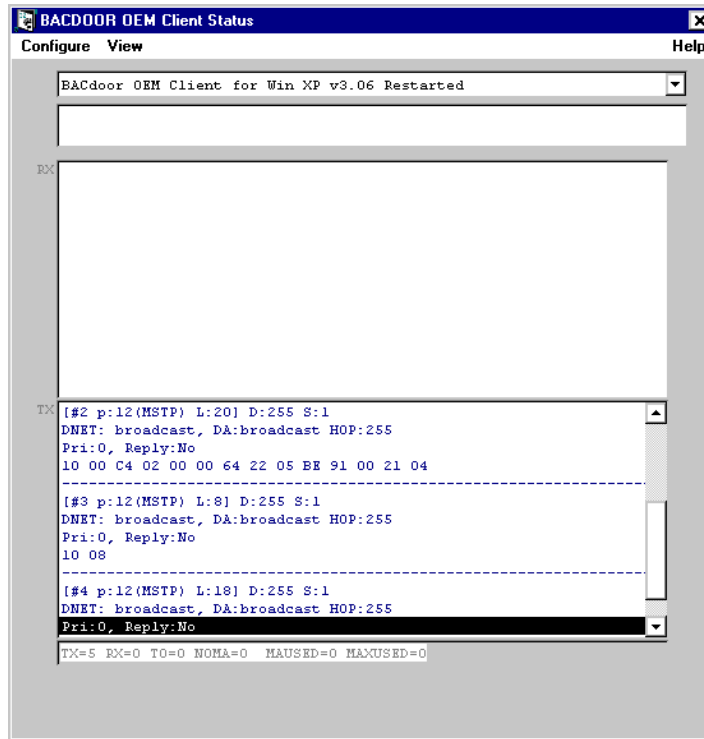 BACDOOR OEM Client Status
Configure View Help
BACdoor OEM Client for Win XP v3.06 Restarted
RX
TX
[#2 p:12(MSTP) L:20] D:255 S:1
DNET: broadcast, DA:broadcast HOP:255
Pri:0, Reply:No
10 00 C4 02 00 00 64 22 05 BE 91 00 21 04
--------------------------------------------------------------------
[#3 p:12(MSTP) L:8] D:255 S:1
DNET: broadcast, DA:broadcast HOP:255
Pri:0, Reply:No
10 08
--------------------------------------------------------------------
[#4 p:12(MSTP) L:18] D:255 S:1
DNET: broadcast, DA:broadcast HOP:255
Pri:0, Reply:No
TX=5 RX=0 TO=0 NOMA=0 MAUSED=0 MAXUSED=0